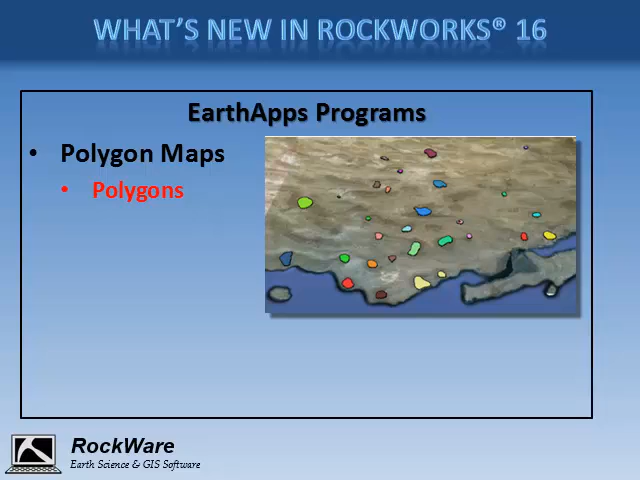 WHAT'S NEW IN ROCKWORKS® 16
EarthApps Programs
• Polygon Maps
• Polygons
RockWare
Earth Science & GIS Software